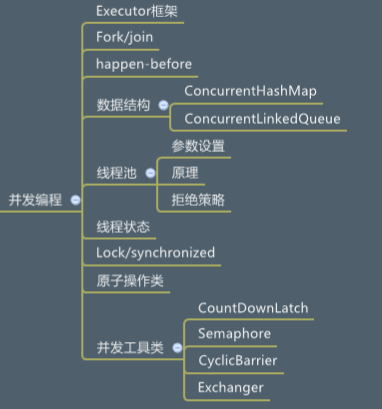 Executor框架
Fork/join
happen-before
ConcurrentHashMap
数据结构
ConcurrentLinkedQueue
参数设置
线程池
原理
并发编程
拒绝策略
线程状态
Lock/synchronized
原子操作类
CountDownLatch
Semaphore
并发工具类
CyclicBarrier
Exchanger